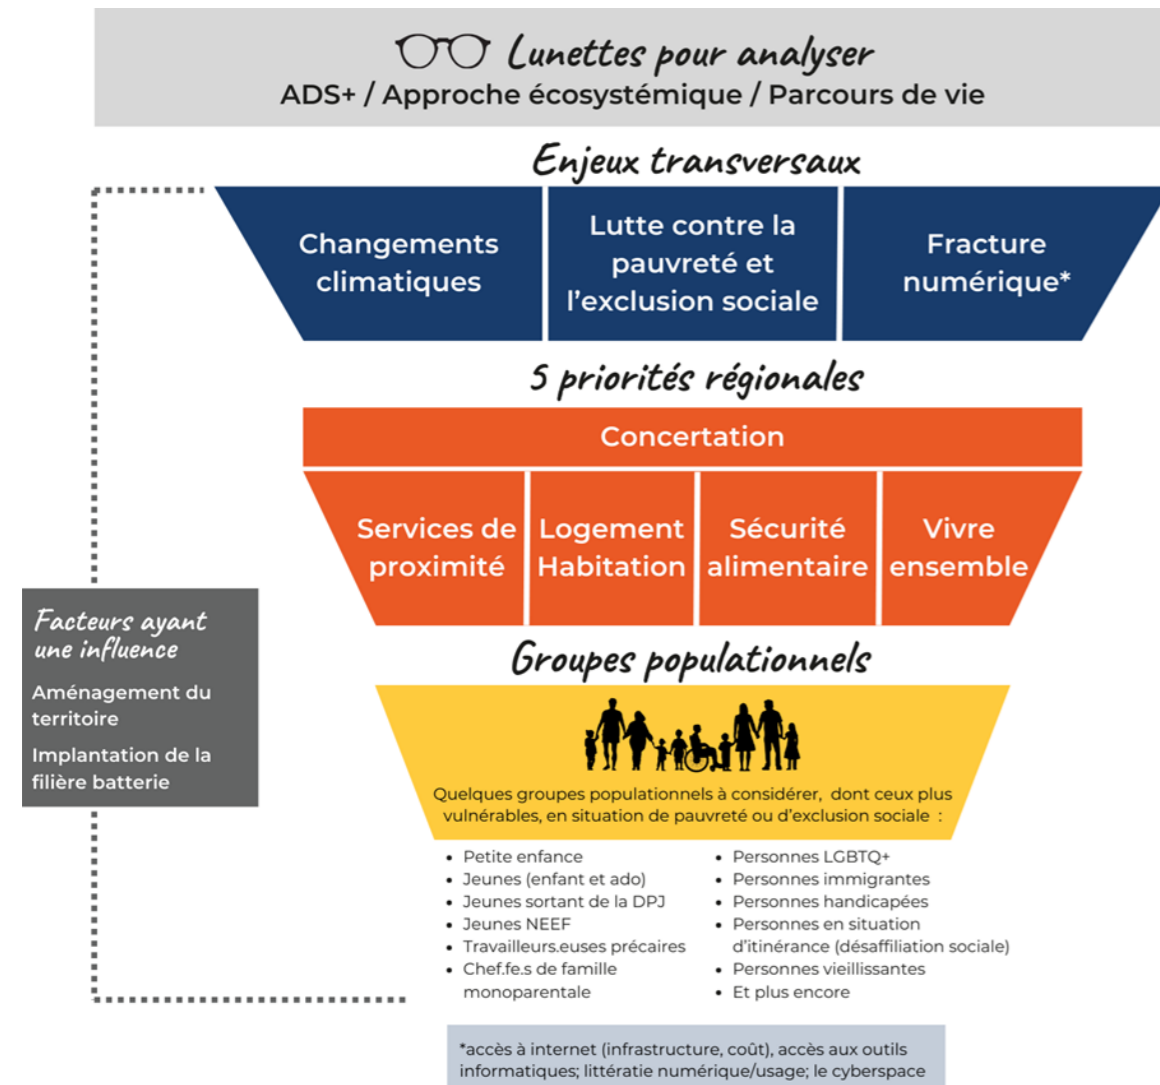 Lunettes pour analyser
ADS+ / Approche écosystémique / Parcours de vie
Enjeux transversaux
Changements
climatiques
Lutte contre la
pauvreté et
l'exclusion sociale
Fracture
numérique*
5 priorités régionales
Concertation
Services de
proximité
Logement
Habitation
Sécurité
alimentaire
Vivre
ensemble
Facteurs ayant
une influence
Aménagement du
territoire
Implantation de la
filière batterie
Groupes populationnels
Quelques groupes populationnels à considérer, dont ceux plus
vulnérables, en situation de pauvreté ou d'exclusion sociale :
• Petite enfance
• Jeunes (enfant et ado)
• Jeunes sortant de la DPJ
• Jeunes NEEF
• Travailleurs.euses précaires
• Chef.fe.s de famille
monoparentale
• Personnes LGBTQ+
• Personnes immigrantes
• Personnes handicapées
• Personnes en situation
d'itinérance (désaffiliation sociale)
• Personnes vieillissantes
• Et plus encore
*accès à internet (infrastructure, coût), accès aux outils
informatiques; littératie numérique/usage; le cyberspace